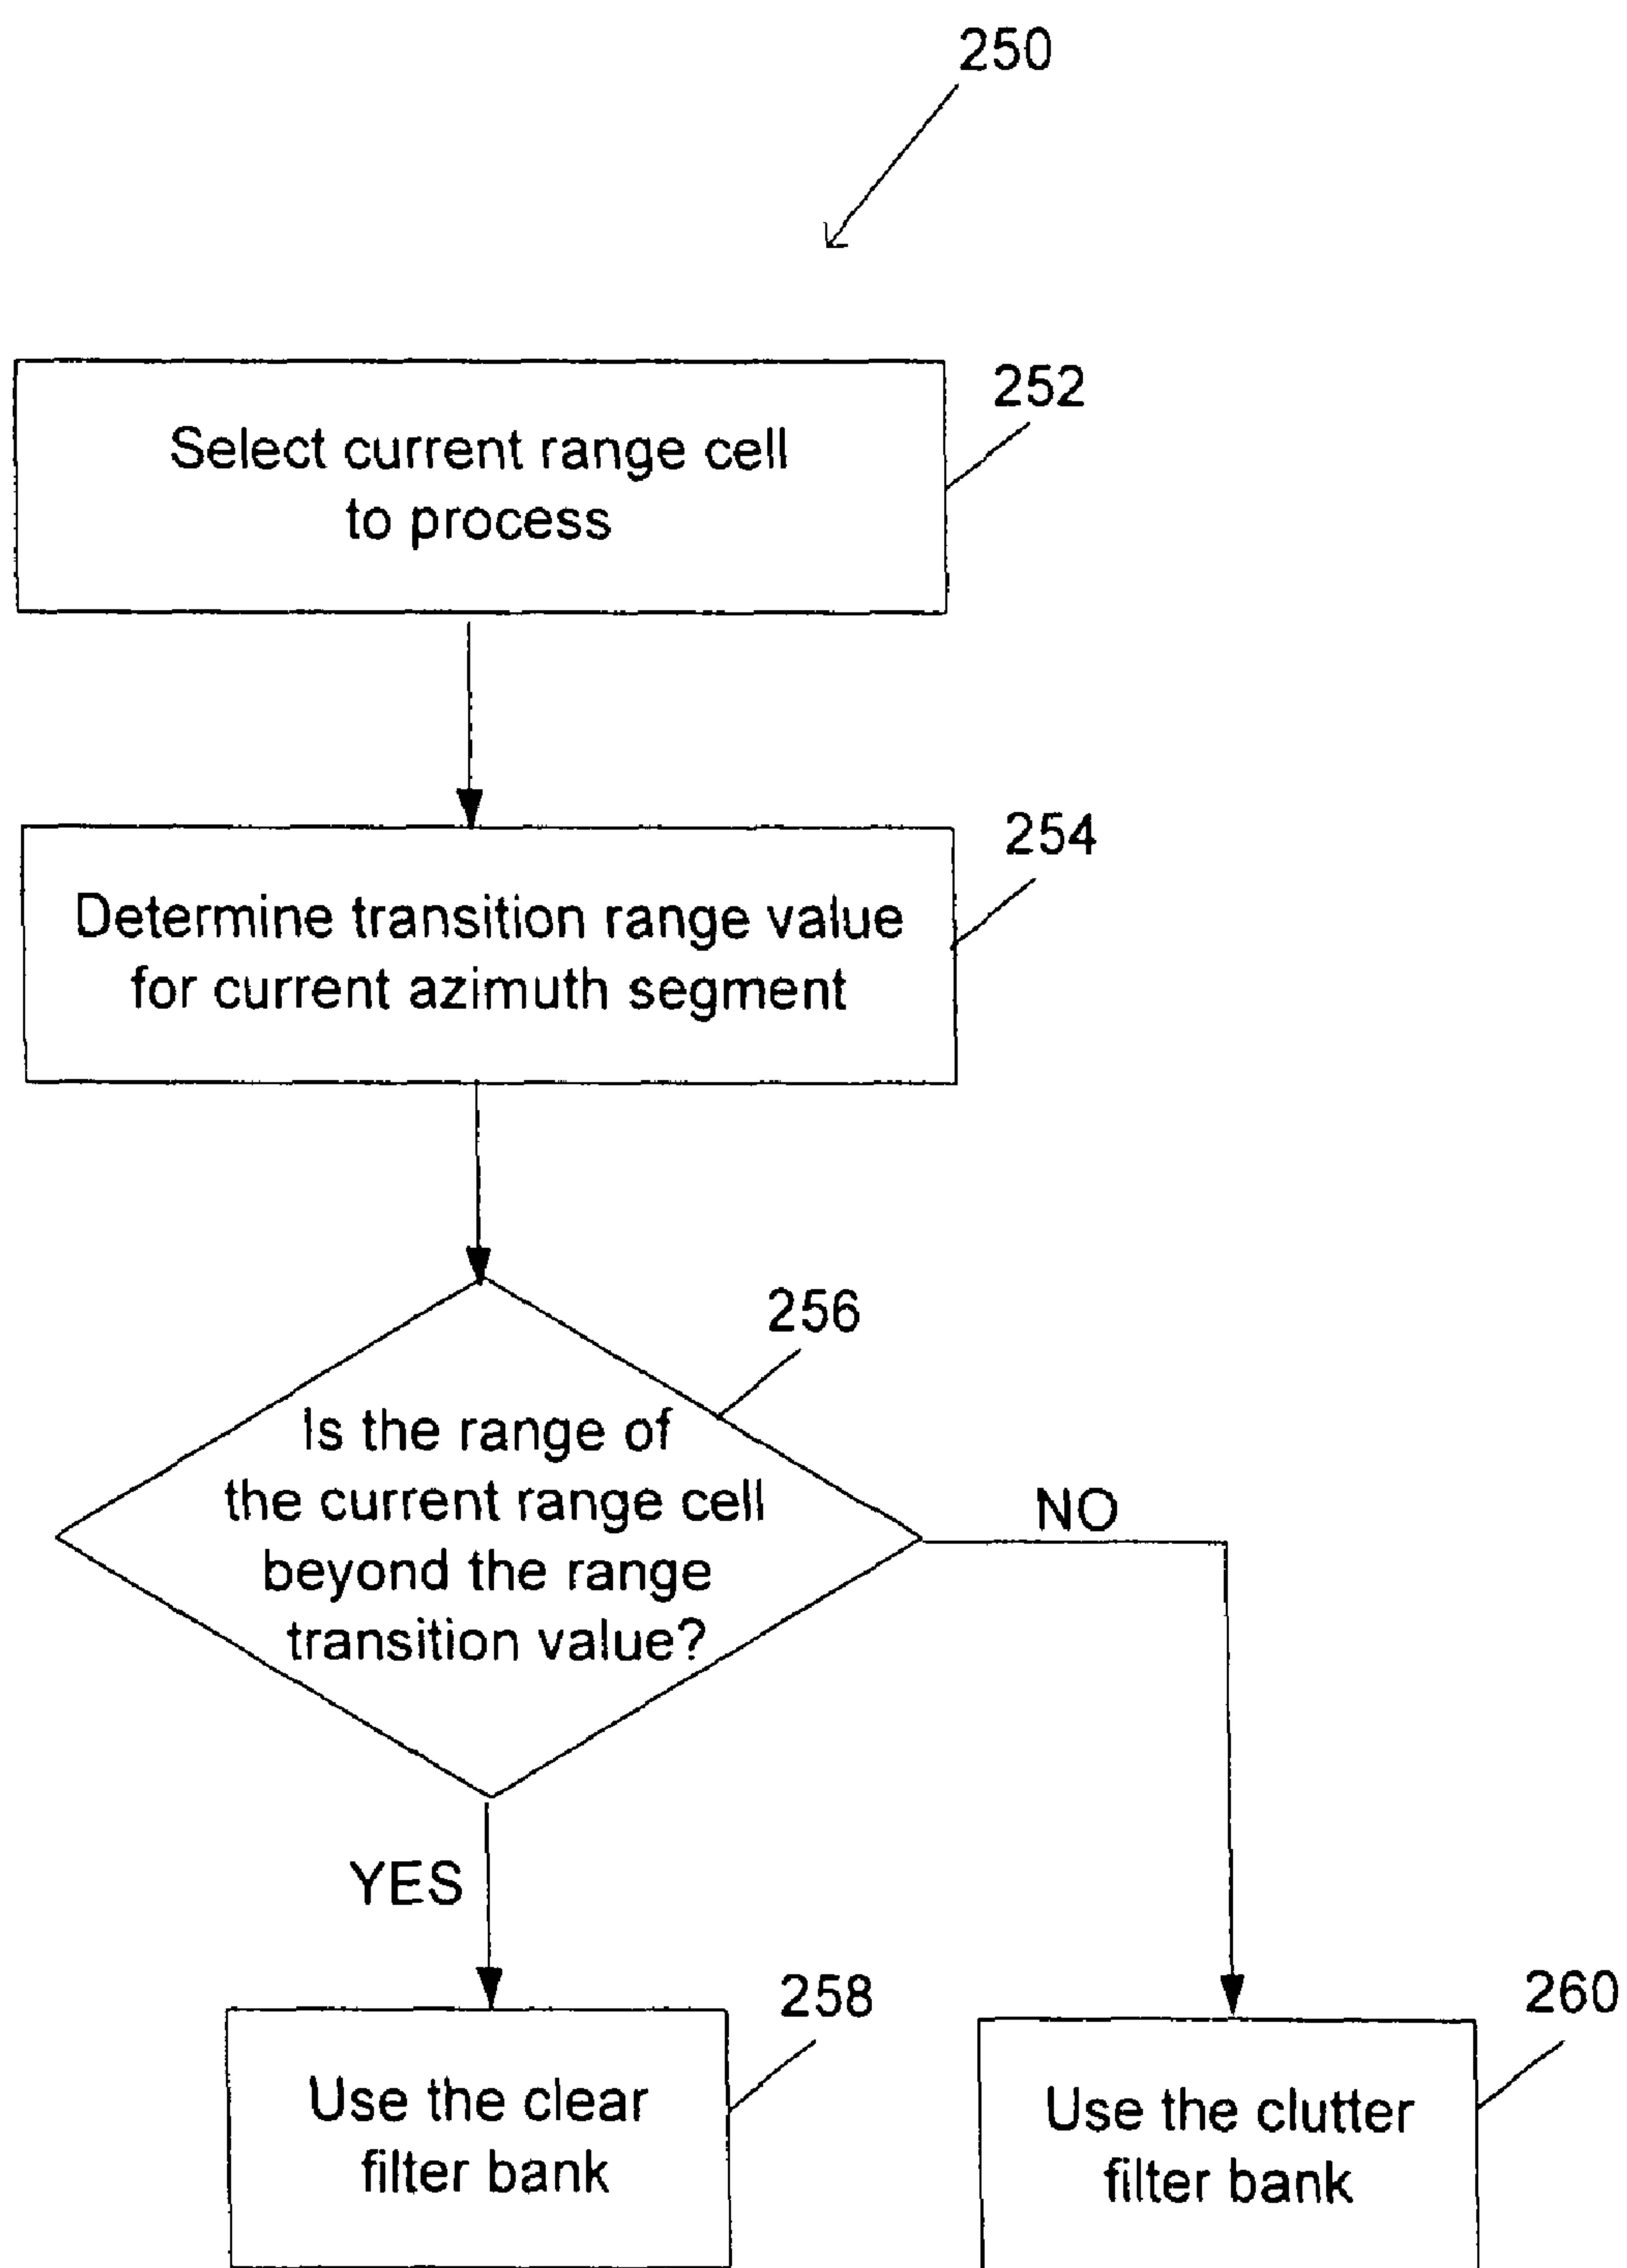 250
252
Select current range cell
to process
254
Determine transition range value
for current azimuth segment
256
Is the range of
the current range cell
beyond the range
transition value?
NO
YES
258
Use the clear
filter bank
260
Use the clutter
filter bank